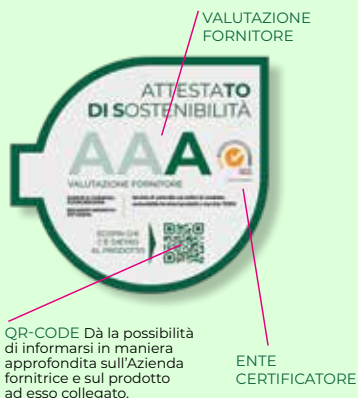 VALUTAZIONE
FORNITORE
ATTESTATO
DI SOSTENIBILITÀ
AAA
VALUTAZIONE FORNITORE
SCOPRI CHI
C'È DIETRO
AL PRODOTTO
QR-CODE Dà la possibilità
di informarsi in maniera
approfondita sull'Azienda
fornitrice e sul prodotto
ad esso collegato.
ENTE
CERTIFICATORE